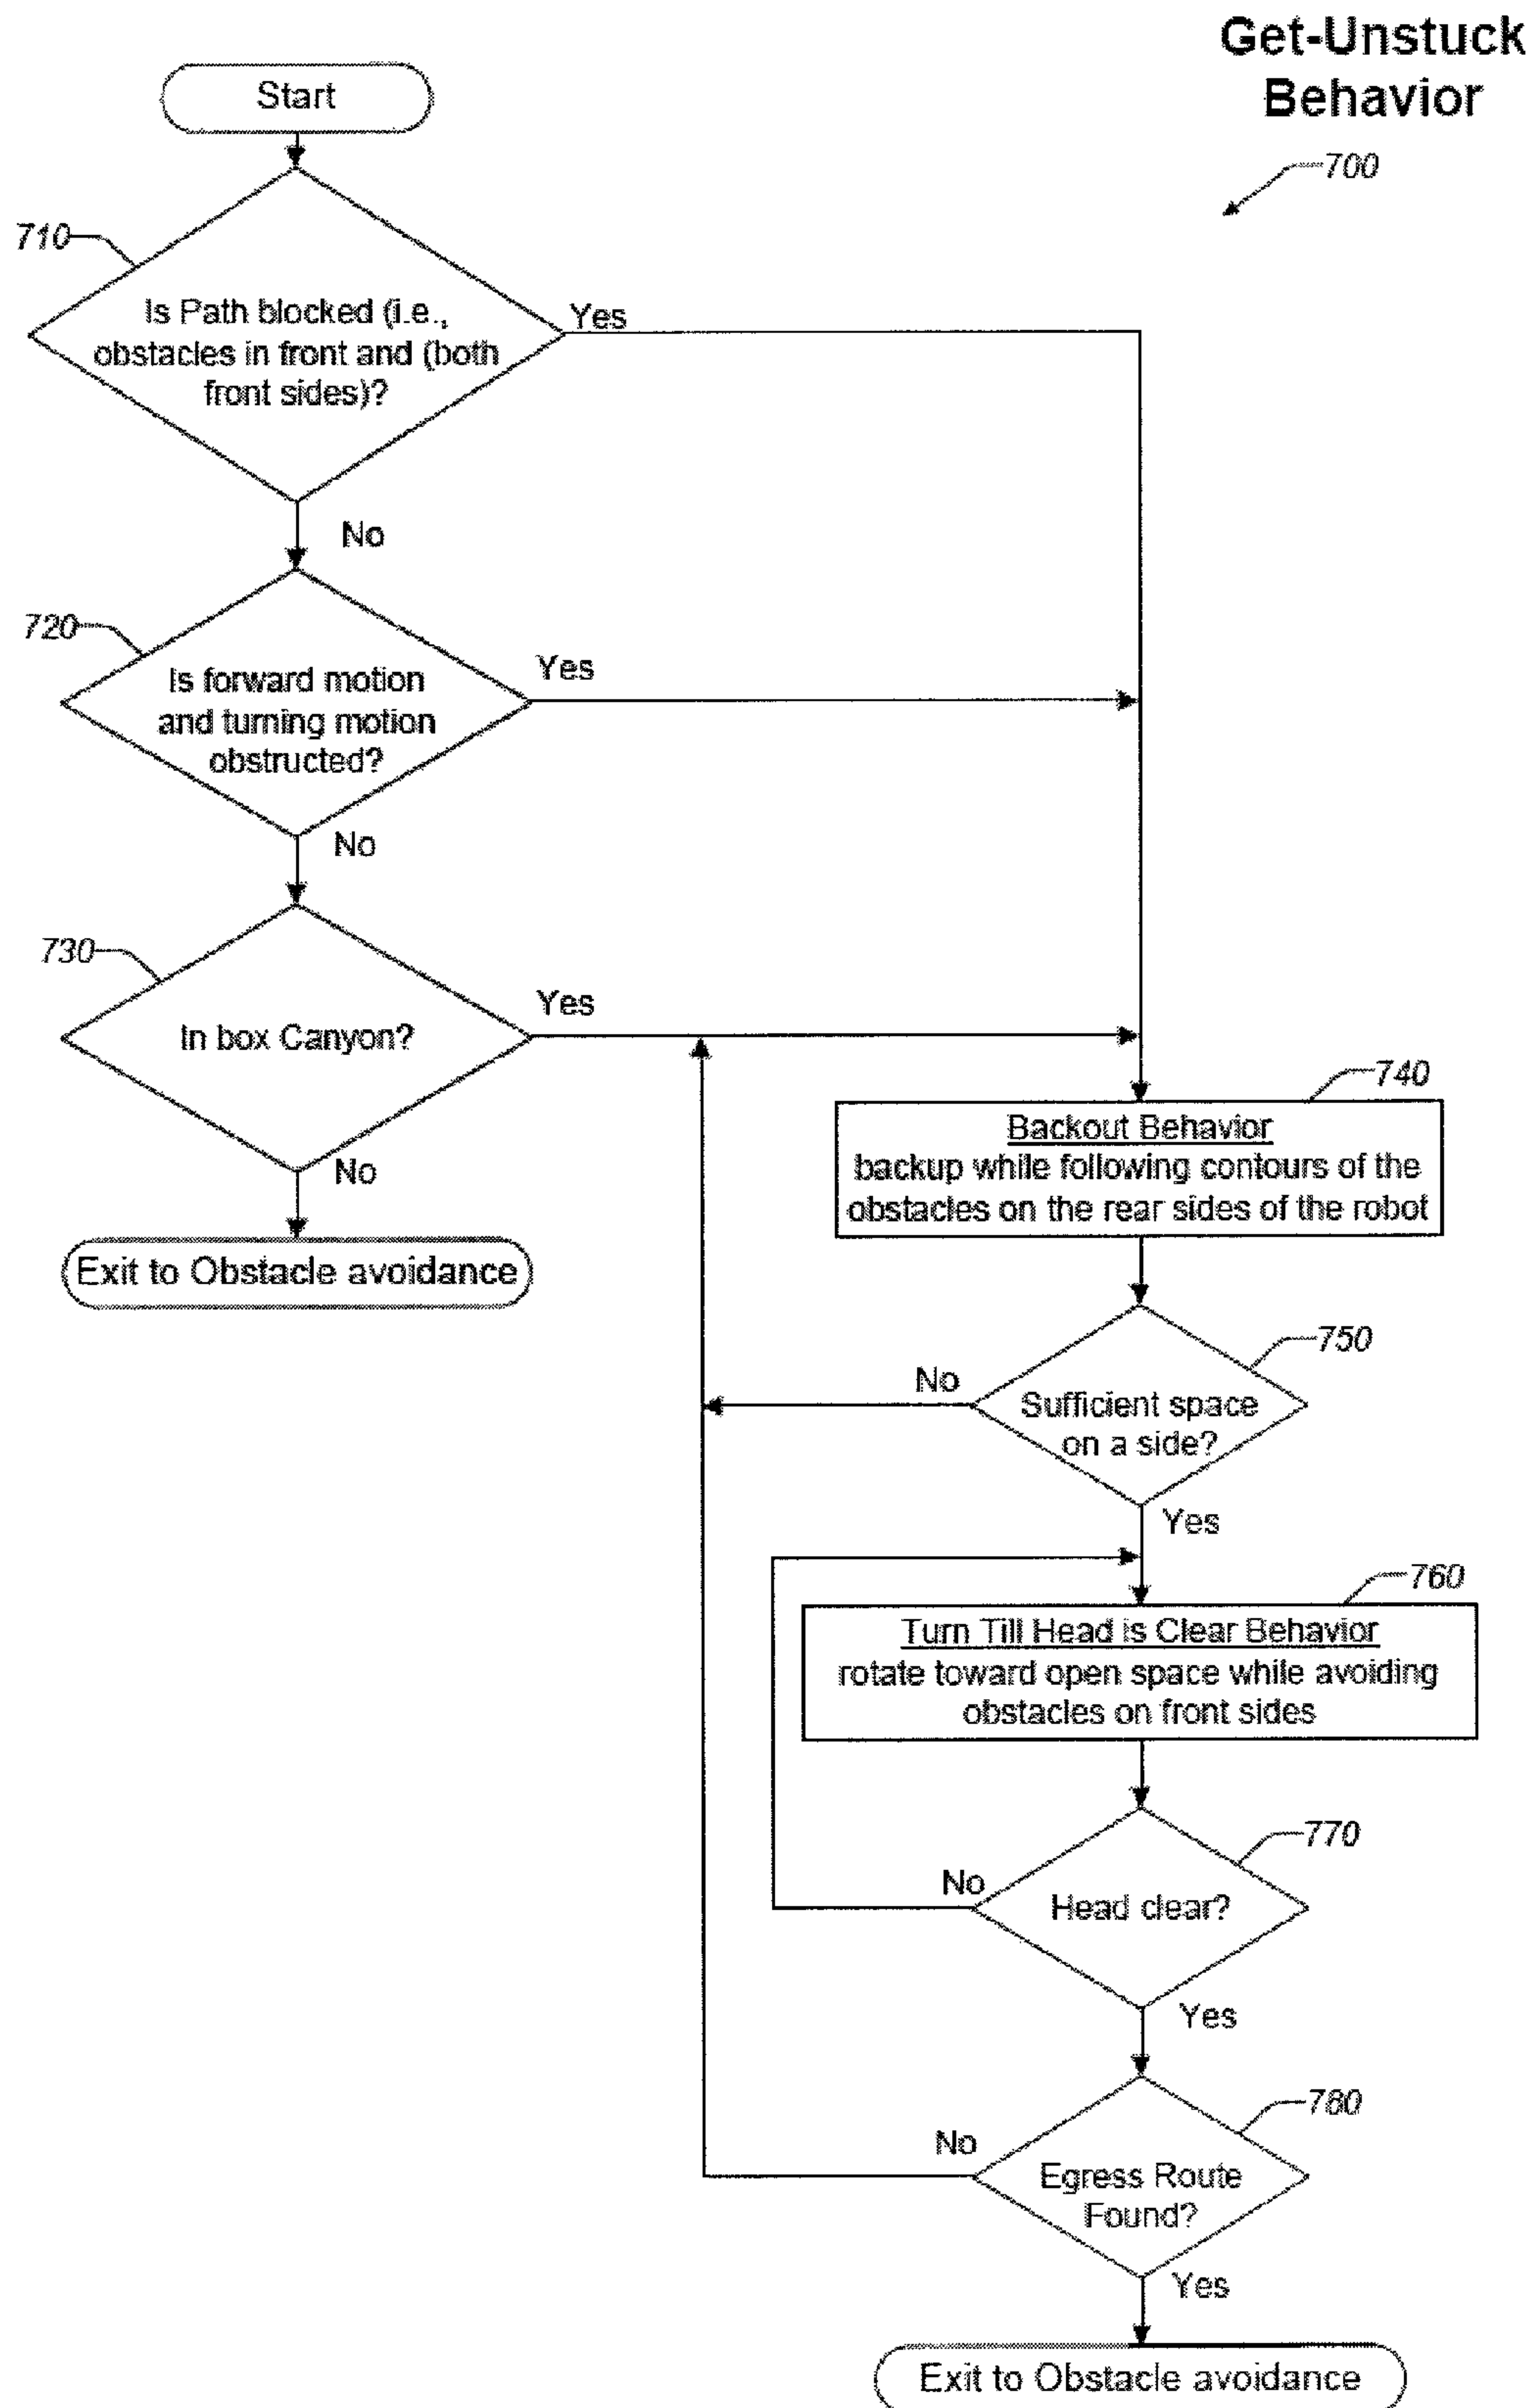 Get-Unstuck
Behavior
700
Start
710
Is Path blocked (i.e.,
obstacles in front and (both
front sides)?
Yes
No
720
Is forward motion
and turning motion
obstructed?
Yes
No
730
In box Canyon?
Yes
No
Exit to Obstacle avoidance
740
Backout Behavior
backup while following contours of the
obstacles on the rear sides of the robot
750
No
Sufficient space
on a side?
Yes
760
Turn Till Head is Clear Behavior
rotate toward open space while avoiding
obstacles on front sides
770
No
Head clear?
Yes
780
No
Egress Route
Found?
Yes
Exit to Obstacle avoidance